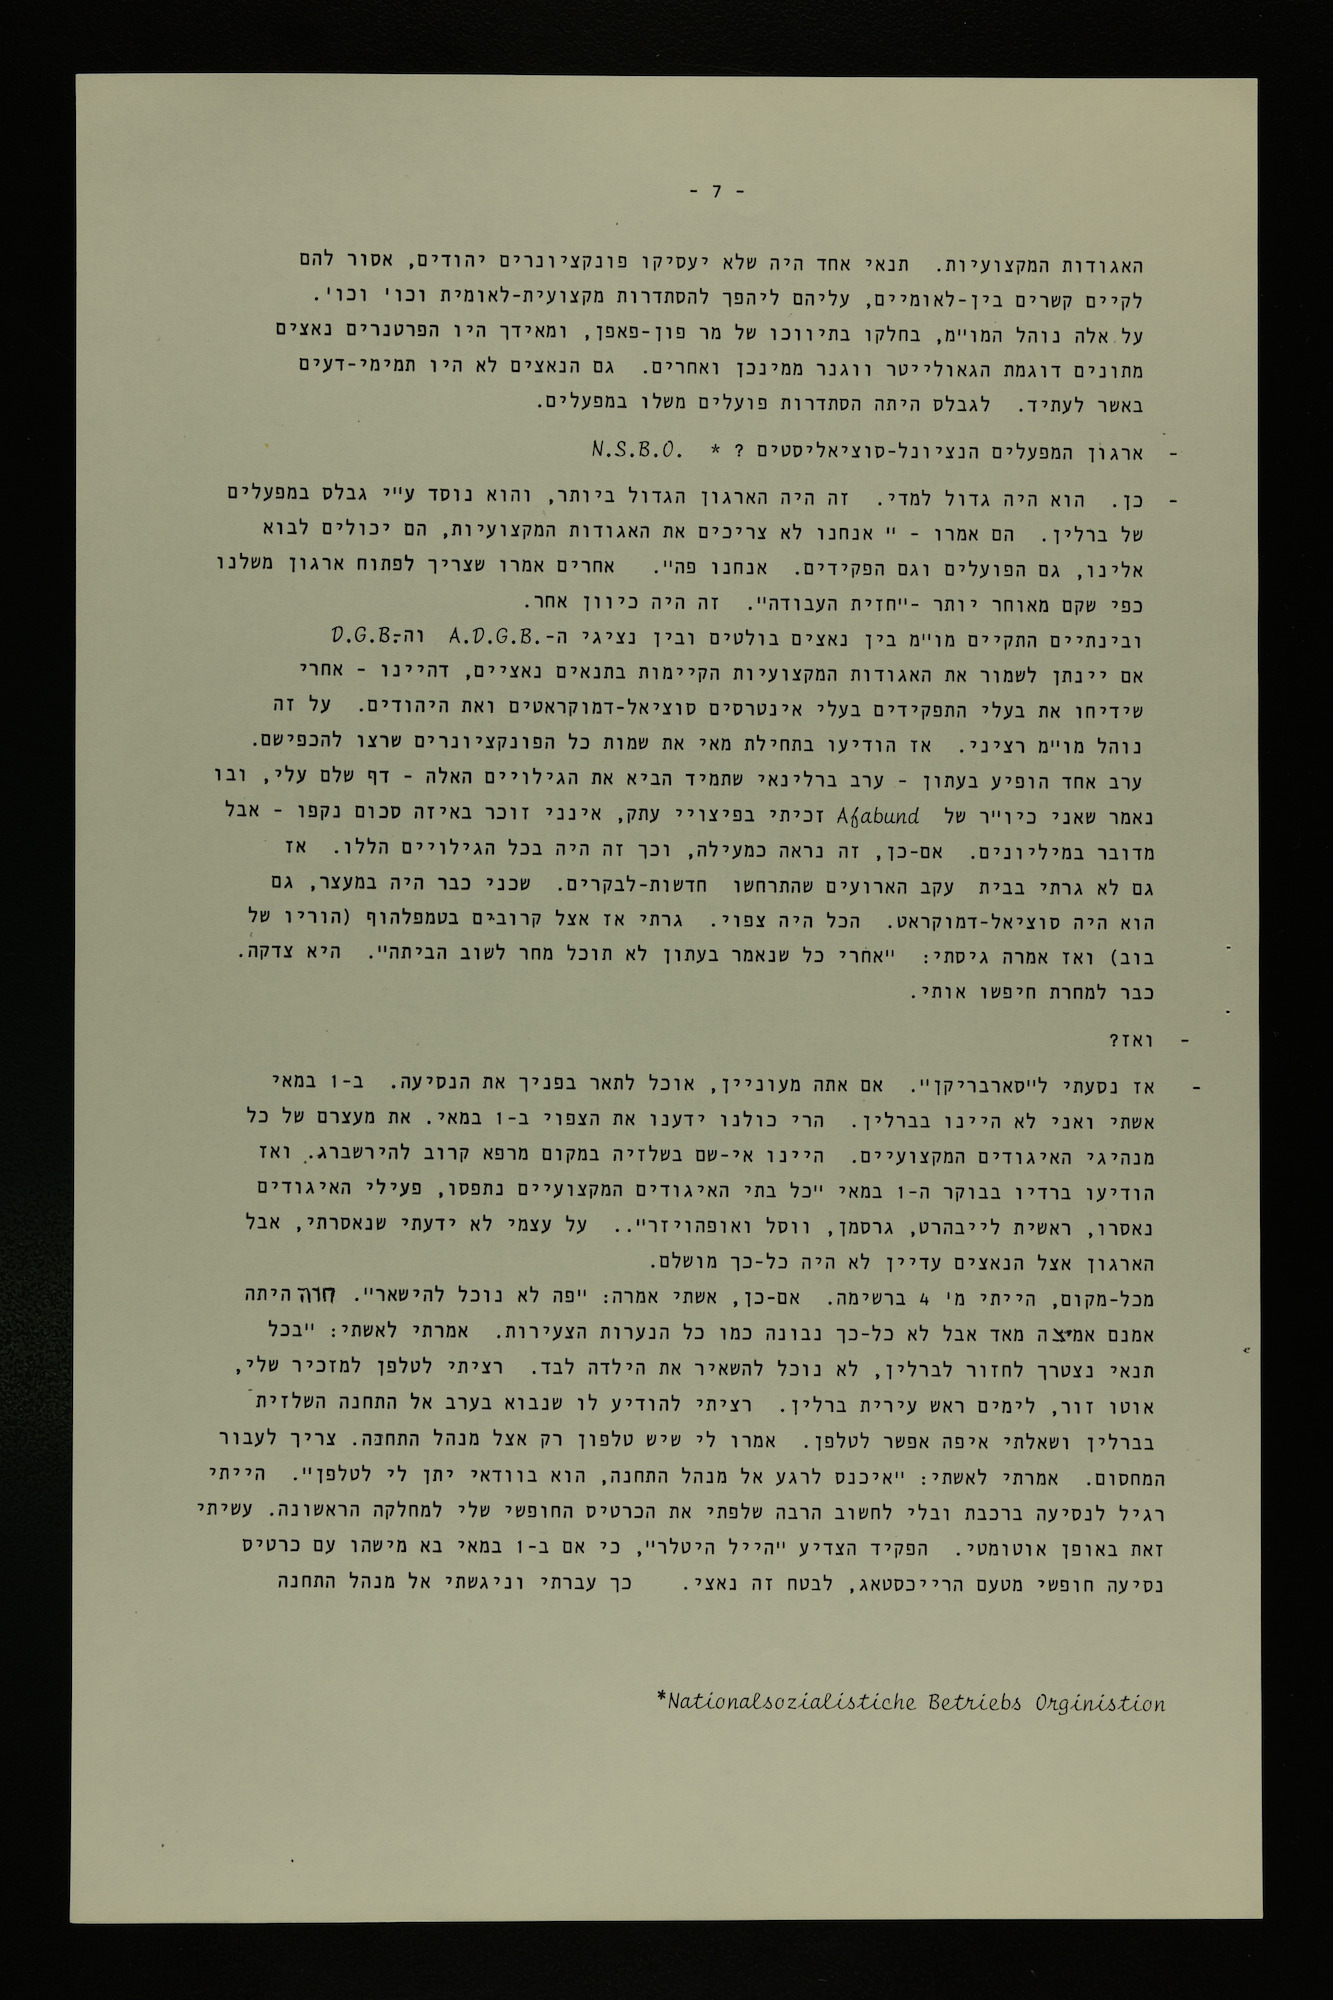 - 7 -
האגודות המקצועיות. תנאי אחד היה שלא יעסיקו פונקציונרים יהודים, אסור להם
לקיים קשרים בין-לאומיים, עליהם ליהפך להסתדרות מקצועית-לאומית וכו' וכו'.
על אלה נוהל המו"מ, בחלקו בתיווכו של מר פון-פאפן, ומאידך היו הפרטנרים נאצים
מתונים דוגמת הגאולייטר ווגנר ממינכן ואחרים. גם הנאצים לא היו תמימי-דעים
באשר לעתיד. לגבלס היתה הסתדרות פועלים משלו במפעלים.
- ארגון המפעלים הנציונל-סוציאליסטים ? * N.S.B.O.
- כן. הוא היה גדול למדי. זה היה הארגון הגדול ביותר, והוא נוסד ע"י גבלס במפעלים
של ברלין. הם אמרו - " אנחנו לא צריכים את האגודות המקצועיות, הם יכולים לבוא
אלינו, גם הפועלים וגם הפקידים. אנחנו פה". אחרים אמרו שצריך לפתוח ארגון משלנו
כפי שקם מאוחר יותר -"חזית העבודה". זה היה כיוון אחר.
ובינתיים התקיים מו"מ בין נאצים בולטים ובין נציגי ה-A.D.G.B. וה-D.G.B.
אם יינתן לשמור את האגודות המקצועיות הקיימות בתנאים נאציים, דהיינו - אחרי
שידיחו את בעלי התפקידים בעלי אינטרסים סוציאל-דמוקראטים ואת היהודים. על זה
נוהל מו"מ רציני. אז הודיעו בתחילת מאי את שמות כל הפונקציונרים שרצו להכפישם.
ערב אחד הופיע בעתון - ערב ברלינאי שתמיד הביא את הגילויים האלה - דף שלם עלי, ובו
נאמר שאני כיו"ר של Afabund זכיתי בפיצויי עתק, אינני זוכר באיזה סכום נקפו - אבל
מדובר במיליונים. אם-כן, זה נראה כמעילה, וכך זה היה בכל הגילויים הללו. אז
גם לא גרתי בבית עקב הארועים שהתרחשו חדשות-לבקרים. שכני כבר היה במעצר, גם
הוא היה סוציאל-דמוקראט. הכל היה צפוי. גרתי אז אצל קרובים בטמפלהוף (הוריו של
בוב) ואז אמרה גיסתי: "אחרי כל שנאמר בעתון לא תוכל מחר לשוב הביתה". היא צדקה.
כבר למחרת חיפשו אותי.
- ואז?
- אז נסעתי ל"סארבריקן". אם אתה מעוניין, אוכל לתאר בפניך את הנסיעה. ב-1 במאי
אשתי ואני לא היינו בברלין. הרי כולנו ידענו את הצפוי ב-1 במאי. את מעצרם של כל
מנהיגי האיגודים המקצועיים. היינו אי-שם בשלזיה במקום מרפא קרוב להירשברג. ואז
הודיעו ברדיו בבוקר ה-1 במאי "כל בתי האיגודים המקצועיים נתפסו, פעילי האיגודים
נאסרו, ראשית לייבהרט, גרסמן, ווסל ואופהויזר".. על עצמי לא ידעתי שנאסרתי, אבל
הארגון אצל הנאצים עדיין לא היה כל-כך מושלם.
מכל-מקום, הייתי מ' 4 ברשימה. אם-כן, אשתי אמרה: "פה לא נוכל להישאר". חוה היתה
אמנם אמיצה מאד אבל לא כל-כך נבונה כמו כל הנערות הצעירות. אמרתי לאשתי: "בכל
תנאי נצטרך לחזור לברלין, לא נוכל להשאיר את הילדה לבד. רציתי לטלפן למזכיר שלי,
אוטו זור, לימים ראש עירית ברלין. רציתי להודיע לו שנבוא בערב אל התחנה השלזית
בברלין ושאלתי איפה אפשר לטלפן. אמרו לי שיש טלפון רק אצל מנהל התחנה. צריך לעבור
המחסום. אמרתי לאשתי: "איכנס לרגע אל מנהל התחנה, הוא בוודאי יתן לי לטלפן". הייתי
רגיל לנסיעה ברכבת ובלי לחשוב הרבה שלפתי את הכרטיס החופשי שלי למחלקה הראשונה. עשיתי
זאת באופן אוטומטי. הפקיד הצדיע "הייל היטלר", כי אם ב-1 במאי בא מישהו עם כרטיס
נסיעה חופשי מטעם הרייכסטאג, לבטח זה נאצי. כך עברתי וניגשתי אל מנהל התחנה
*Nationalsozialistiche Betriebs Orginistion